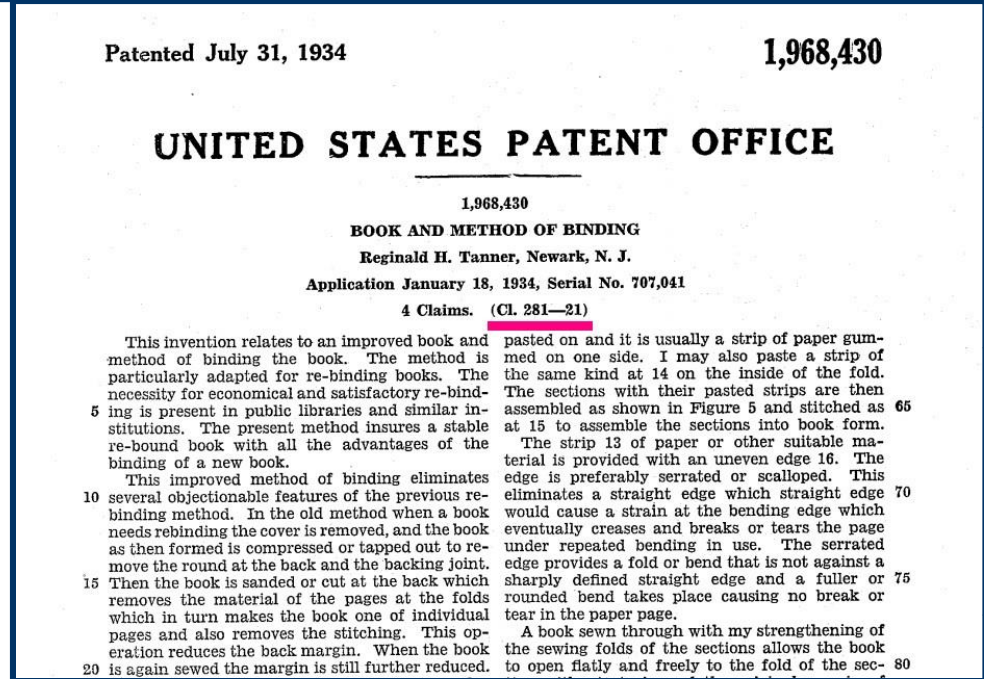 Patented July 31, 1934
1,968,430
UNITED STATES PATENT OFFICE
1,968,430
BOOK AND METHOD OF BINDING
Reginald H. Tanner, Newark, N. J.
Application January 18, 1934, Serial No. 707,041
4 Claims. (Cl. 281—21)
This invention relates to an improved book and
method of binding the book. The method is
particularly adapted for re-binding books. The
necessity for economical and satisfactory re-bind-
5 ing is present in public libraries and similar in-
stitutions. The present method insures a stable
re-bound book with all the advantages of the
binding of a new book.
This improved method of binding eliminates
10 several objectionable features of the previous re-
binding method. In the old method when a book
needs rebinding the cover is removed, and the book
as then formed is compressed or tapped out to re-
move the round at the back and the backing joint.
15 Then the book is sanded or cut at the back which
removes the material of the pages at the folds
which in turn makes the book one of individual
pages and also removes the stitching. This op-
eration reduces the back margin. When the book
20 is again sewed the margin is still further reduced.
pasted on and it is usually a strip of paper gum-
med on one side. I may also paste a strip of
the same kind at 14 on the inside of the fold.
The sections with their pasted strips are then
assembled as shown in Figure 5 and stitched as 65
at 15 to assemble the sections into book form.
The strip 13 of paper or other suitable ma-
terial is provided with an uneven edge 16. The
edge is preferably serrated or scalloped. This
eliminates a straight edge which straight edge 70
would cause a strain at the bending edge which
eventually creases and breaks or tears the page
under repeated bending in use. The serrated
edge provides a fold or bend that is not against a
sharply defined straight edge and a fuller or 75
rounded bend takes place causing no break or
tear in the paper page.
A book sewn through with my strengthening of
the sewing folds of the sections allows the book
to open flatly and freely to the fold of the sec- 80